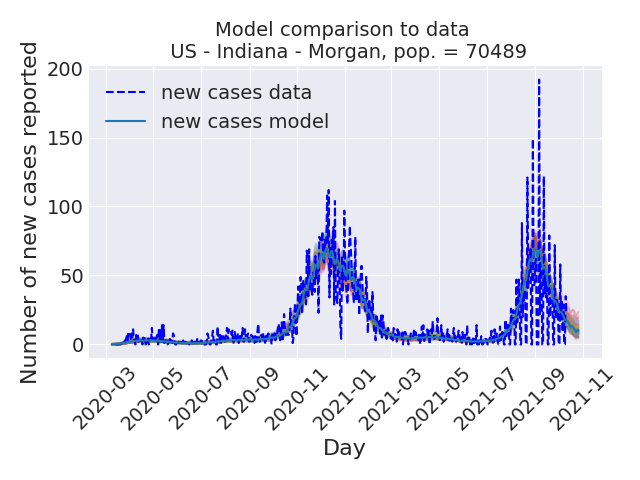 Model comparison to data
US - Indiana - Morgan, pop. = 70489
Number of new cases reported
200
150
100
50
0
new cases data
new cases model
2020-03
2020-05
2020-07
2020-09
2020-11
2021-01
2021-03
2021-05
2021-07
2021-09
2021-11
Day